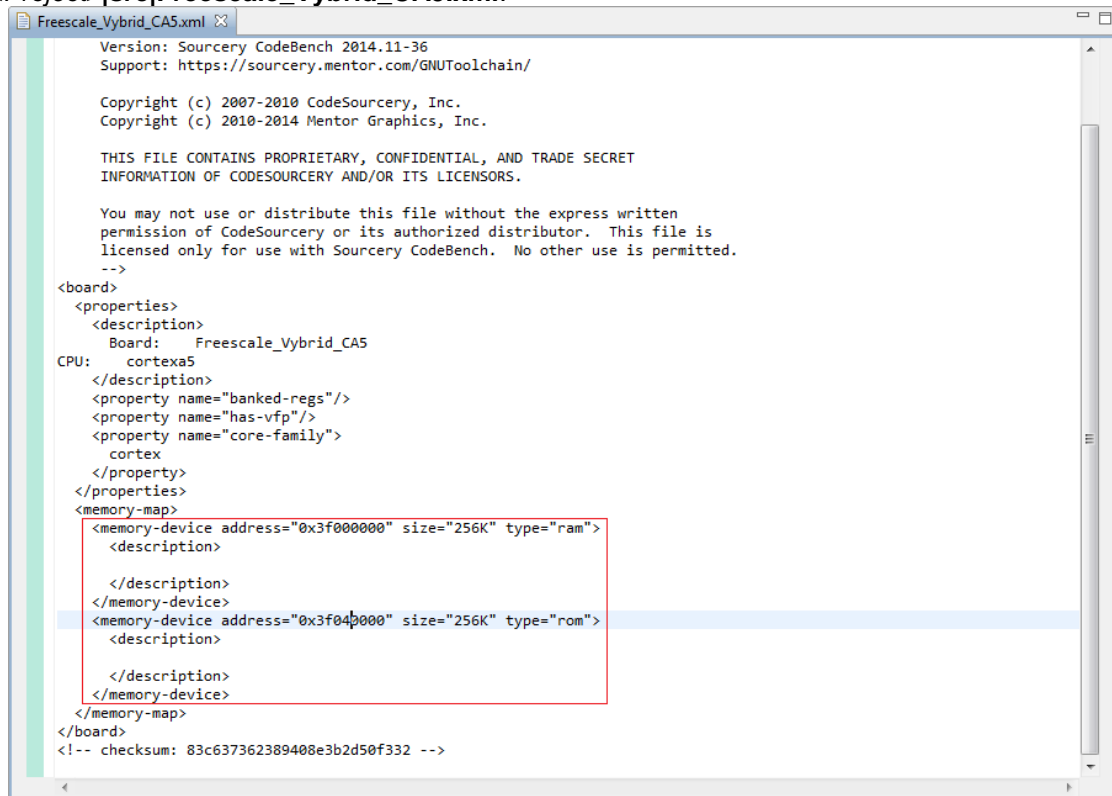 Freescale_Vybrid_CA5.xml
Version: Sourcery CodeBench 2014.11-36
Support: https://sourcery.mentor.com/GNUToolchain/
Copyright (c) 2007-2010 CodeSourcery, Inc.
Copyright (c) 2010-2014 Mentor Graphics, Inc.
THIS FILE CONTAINS PROPRIETARY, CONFIDENTIAL, AND TRADE SECRET
INFORMATION OF CODESOURCERY AND/OR ITS LICENSORS.
You may not use or distribute this file without the express written
permission of CodeSourcery or its authorized distributor.  This file is
licensed only for use with Sourcery CodeBench.  No other use is permitted.
-->
<board>
<properties>
<description>
Board:    Freescale_Vybrid_CA5
CPU:    cortexa5
</description>
<property name="banked-regs"/>
<property name="has-vfp"/>
<property name="core-family">
cortex
</property>
</properties>
<memory-map>
<memory-device address="0x3f000000" size="256K" type="ram">
<description>
</description>
</memory-device>
<memory-device address="0x3f040000" size="256K" type="rom">
<description>
</description>
</memory-device>
</memory-map>
</board>
<!-- checksum: 83c637362389408e3b2d50f332 -->